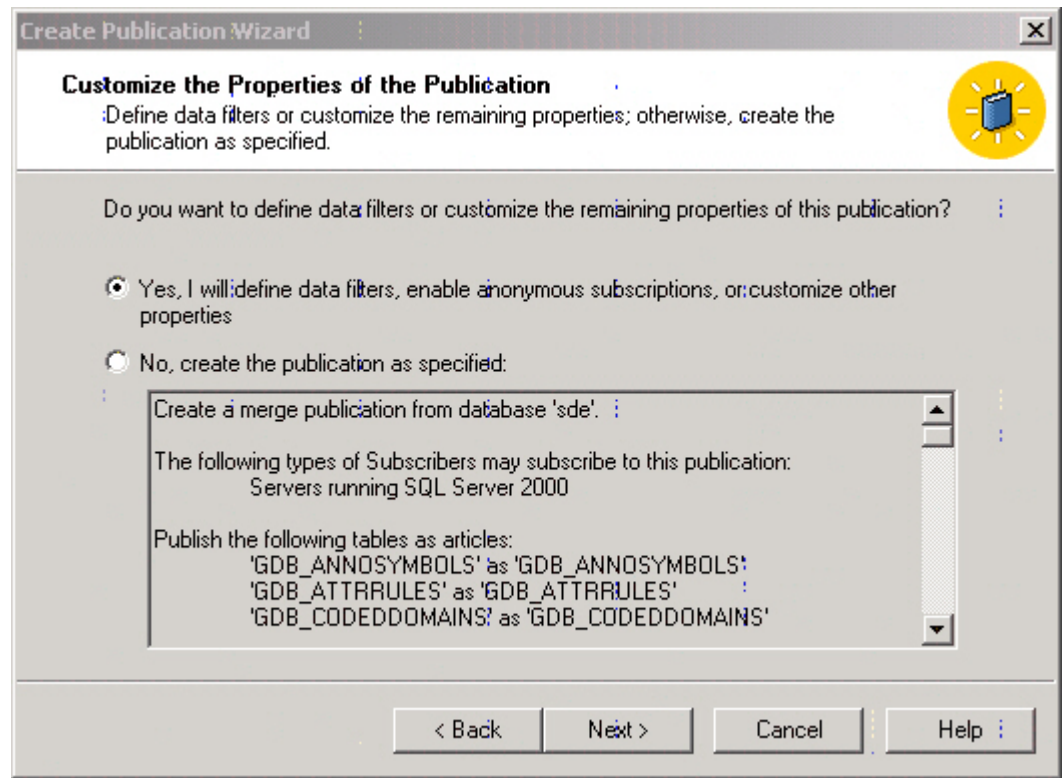 Create Publication Wizard
Customize the Properties of the Publication
Define data filters or customize the remaining properties; otherwise, create the
publication as specified.
Do you want to define data filters or customize the remaining properties of this publication?
Yes, I will define data filters, enable anonymous subscriptions, or customize other
properties
No, create the publication as specified:
Create a merge publication from database 'sde'.
The following types of Subscribers may subscribe to this publication:
Servers running SQL Server 2000
Publish the following tables as articles:
'GDB_ANNOSYMBOLS' as 'GDB_ANNOSYMBOLS'
'GDB_ATTRRULES' as 'GDB_ATTRRULES'
'GDB_CODEDDOMAINS' as 'GDB_CODEDDOMAINS'
< Back Next > Cancel Help